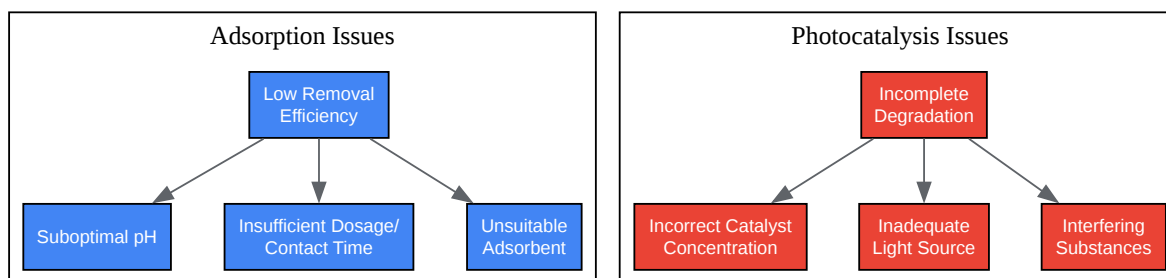 Adsorption Issues
Low Removal
Efficiency
Suboptimal pH
Insufficient Dosage/
Contact Time
Unsuitable
Adsorbent
Photocatalysis Issues
Incomplete
Degradation
Incorrect Catalyst
Concentration
Inadequate
Light Source
Interfering
Substances